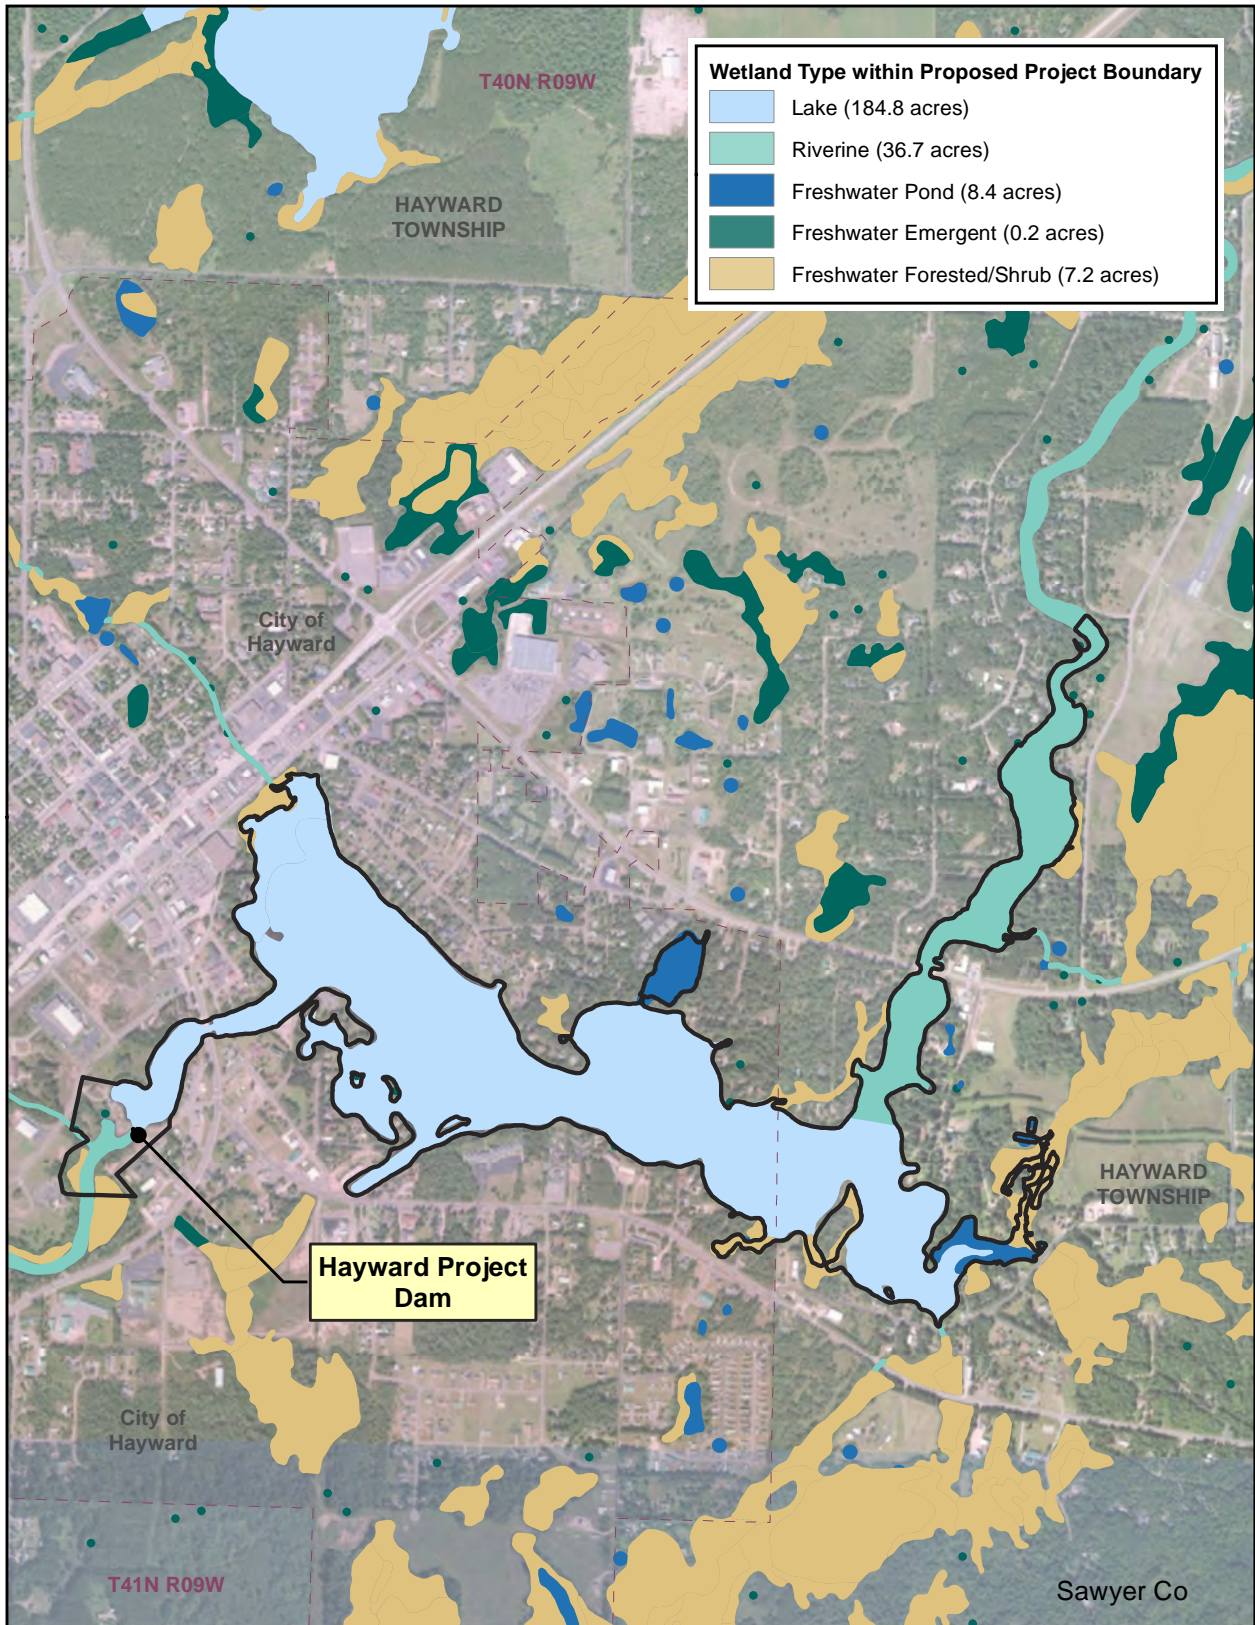 T40N R09W
Wetland Type within Proposed Project Boundary
Lake (184.8 acres)
Riverine (36.7 acres)
Freshwater Pond (8.4 acres)
Freshwater Emergent (0.2 acres)
Freshwater Forested/Shrub (7.2 acres)
HAYWARD
TOWNSHIP
City of
Hayward
HAYWARD
TOWNSHIP
Hayward Project
Dam
City of
Hayward
T41N R09W
Sawyer Co